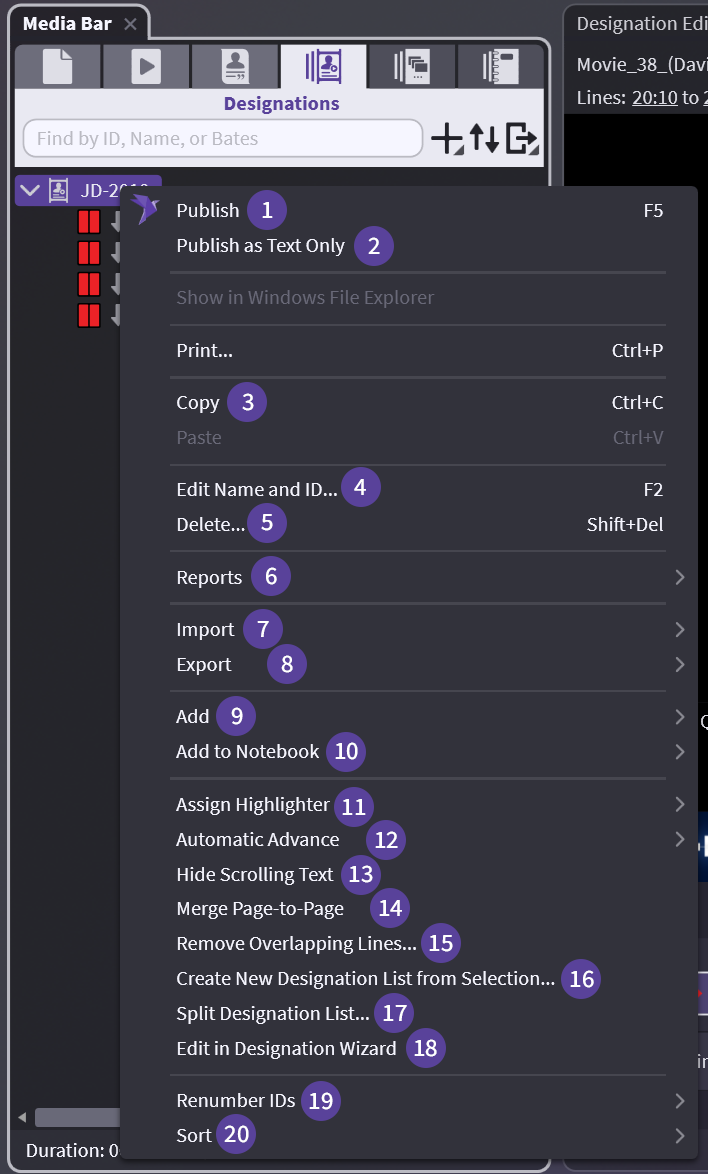 Media Bar
Designation Edi
Movie_38_(Davi
Lines: 20:10 to 2
Designations
Find by ID, Name, or Bates
Publish 1 F5
Publish as Text Only 2
Show in Windows File Explorer
Print... Ctrl+P
Copy 3 Ctrl+C
Paste Ctrl+V
Edit Name and ID... 4 F2
Delete... 5 Shift+Del
Reports 6
Import 7
Export 8
Add 9
Add to Notebook 10
Assign Highlighter 11
Automatic Advance 12
Hide Scrolling Text 13
Merge Page-to-Page 14
Remove Overlapping Lines... 15
Create New Designation List from Selection... 16
Split Designation List... 17
Edit in Designation Wizard 18
Renumber IDs 19
Sort 20
Duration: 0